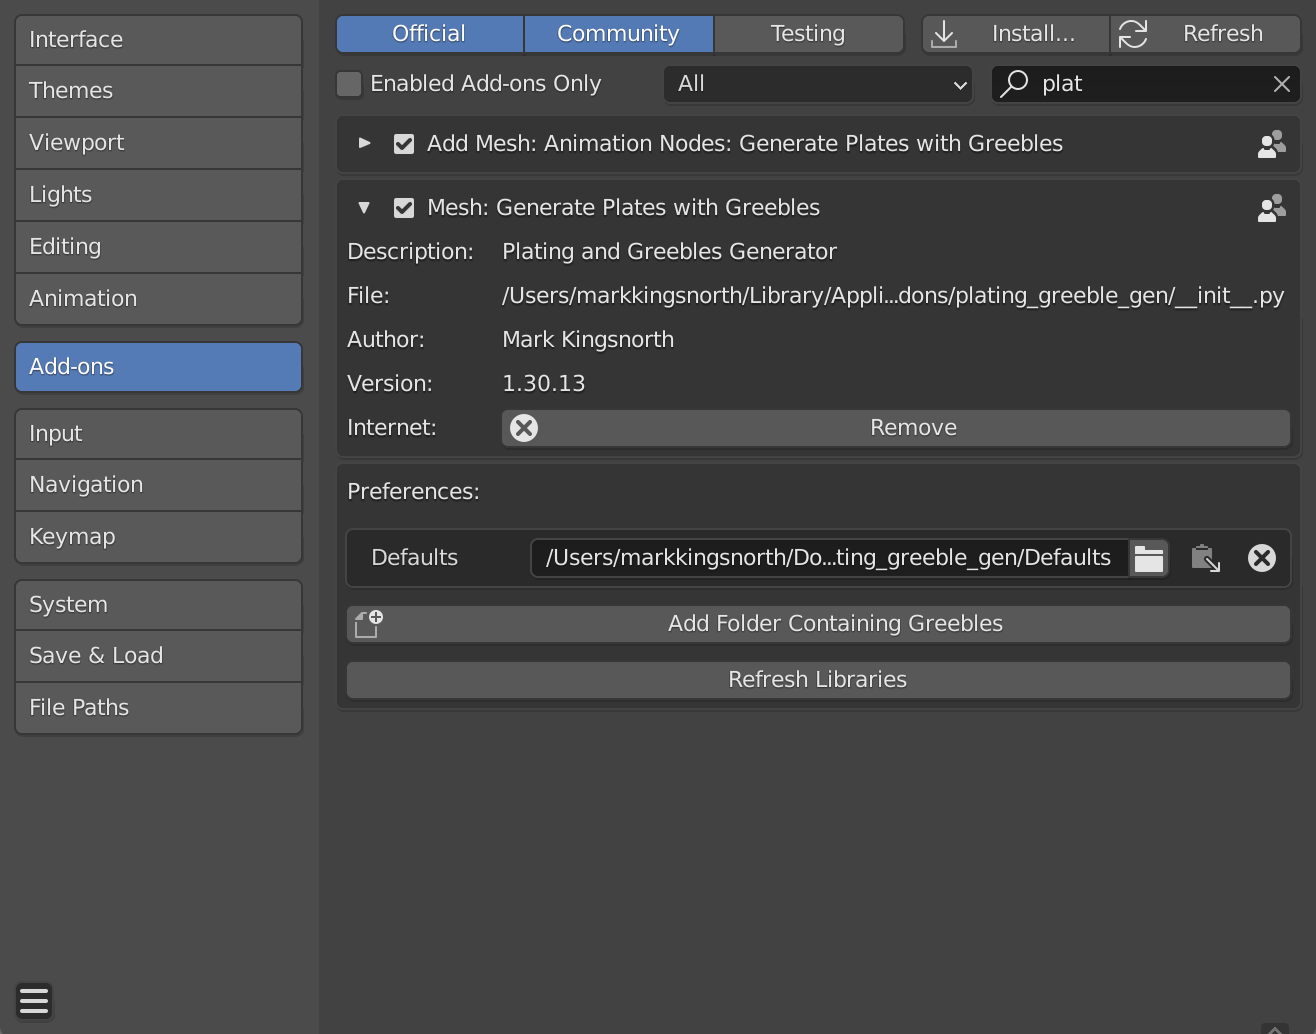 Interface
Themes
Viewport
Lights
Editing
Animation
Add-ons
Input
Navigation
Keymap
System
Save & Load
File Paths
Official Community Testing Install... Refresh
Enabled Add-ons Only All plat
Add Mesh: Animation Nodes: Generate Plates with Greebles
Mesh: Generate Plates with Greebles
Description: Plating and Greebles Generator
File: /Users/markkingsnorth/Library/Appli...dons/plating_greeble_gen/__init__.py
Author: Mark Kingsnorth
Version: 1.30.13
Internet: Remove
Preferences:
Defaults /Users/markkingsnorth/Do...ting_greeble_gen/Defaults
Add Folder Containing Greebles
Refresh Libraries